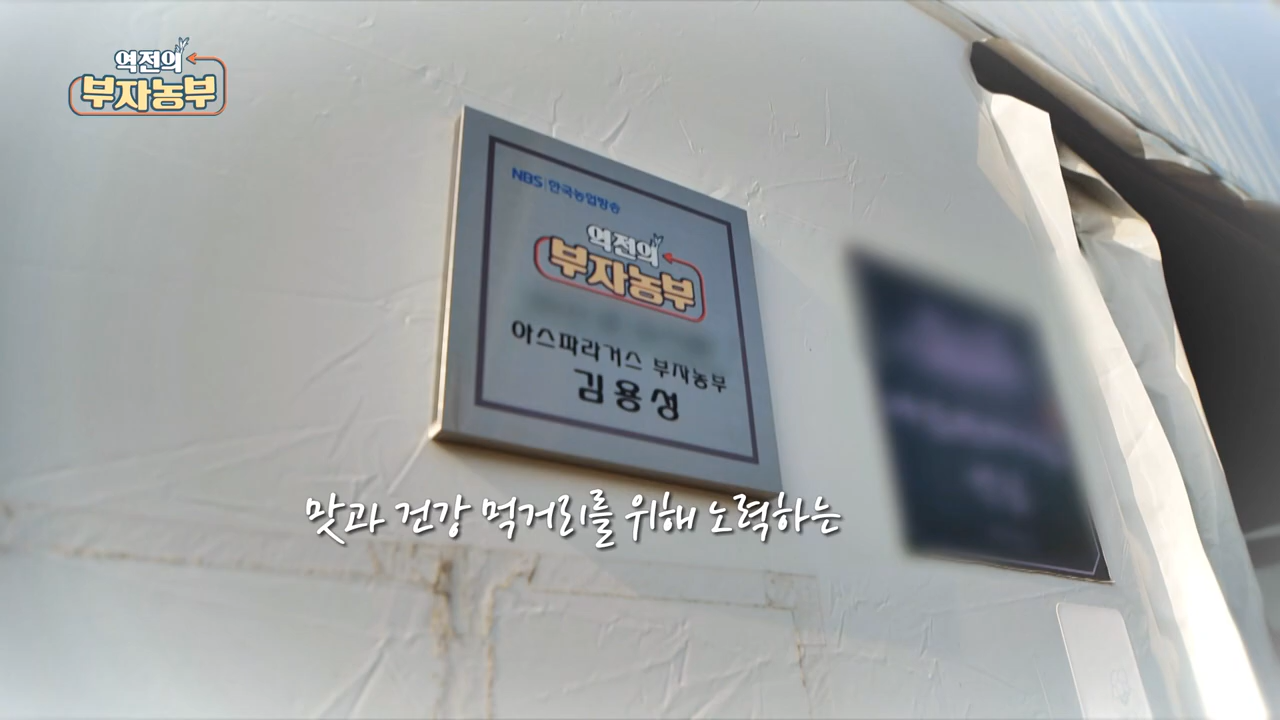 역전의
부자농부
NBS 한국농업방송
역전의
부자농부
아스파라거스 부자농부
김용성
맛과 건강 먹거리를 위해 노력하는